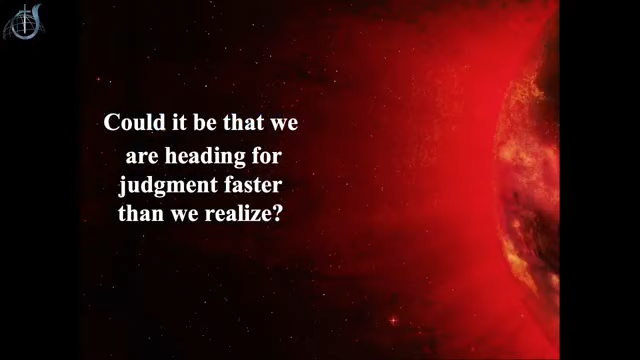 Could it be that we
are heading for
judgment faster
than we realize?